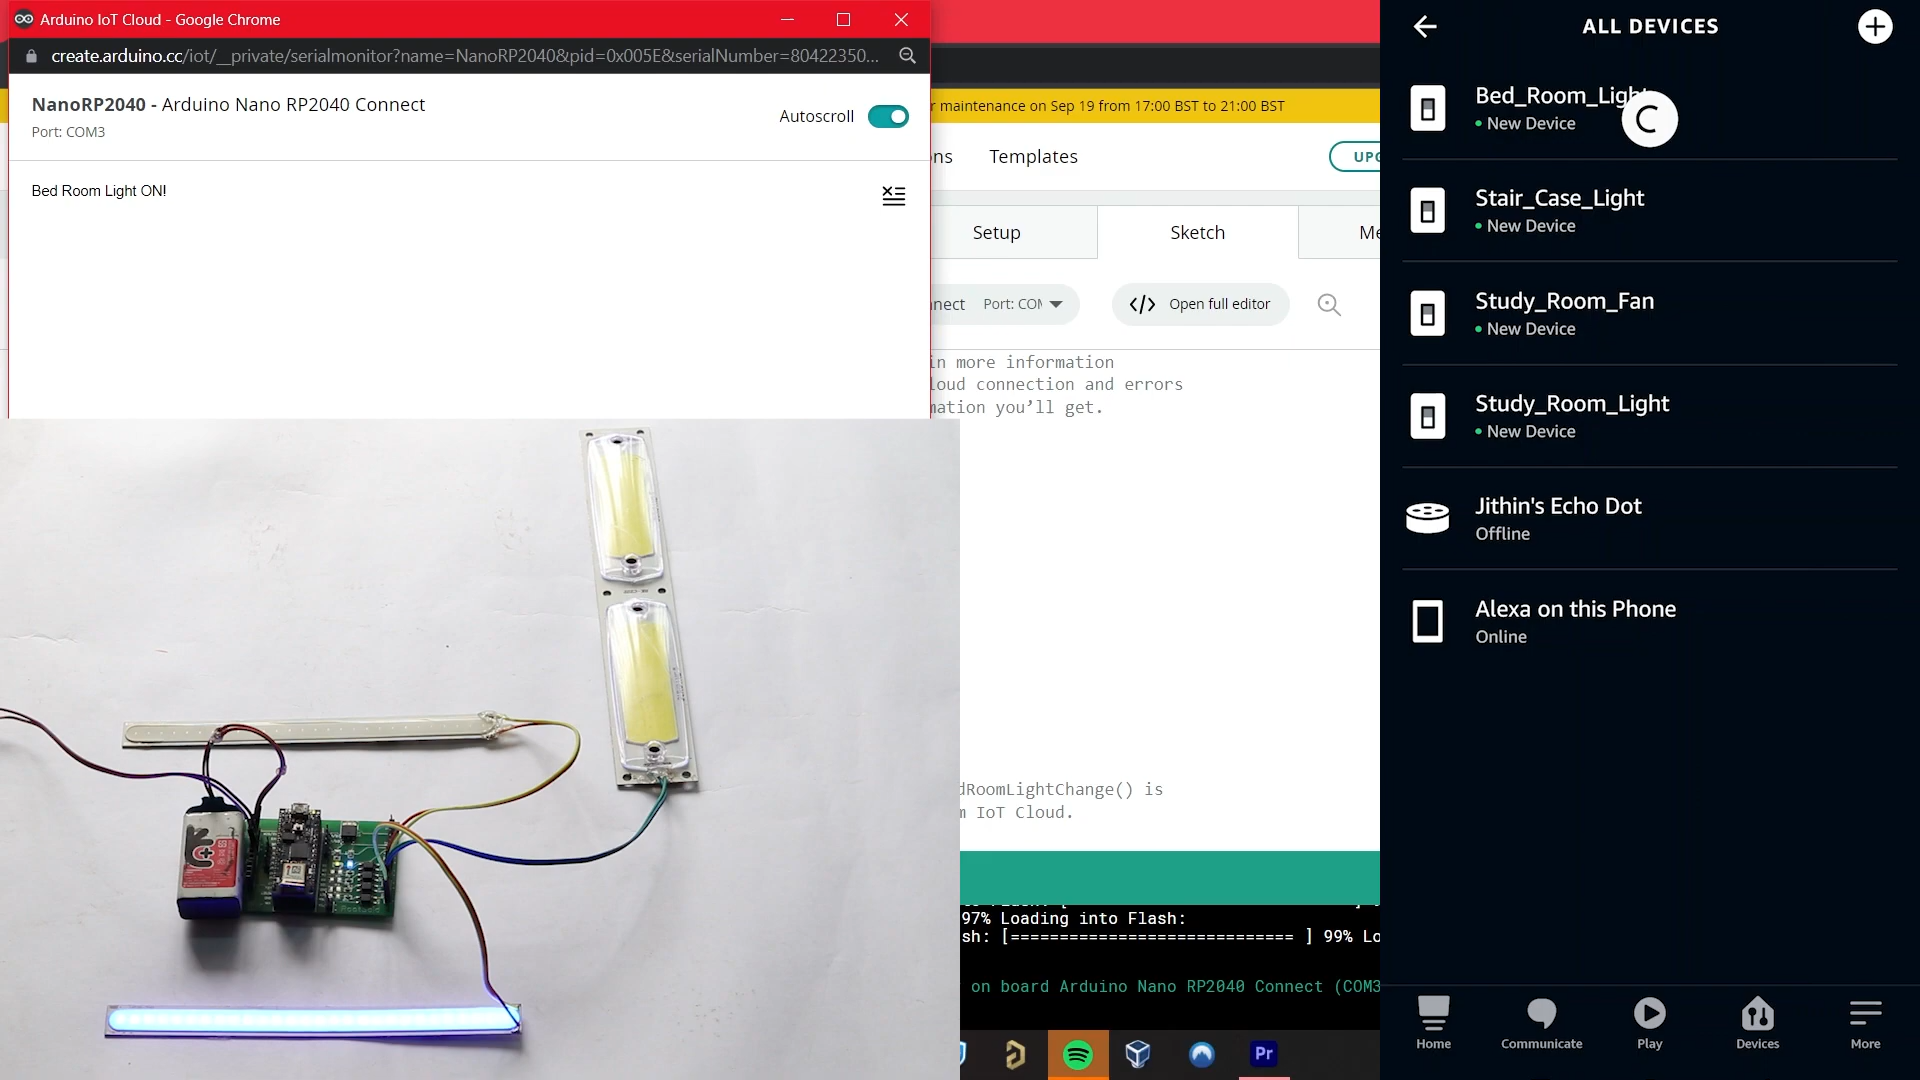 Arduino IoT Cloud - Google Chrome
create.arduino.cc/iot/__private/serialmonitor?name=NanoRP2040&pid=0x005E&serialNumber=80422350...
NanoRP2040 - Arduino Nano RP2040 Connect
Port: COM3
Autoscroll
Bed Room Light ON!
r maintenance on Sep 19 from 17:00 BST to 21:00 BST
ons
Templates
UPG
Setup
Sketch
Me
nnect
Port: COM
Open full editor
in more information
loud connection and errors
mation you'll get.
dRoomLightChange() is
m IoT Cloud.
97% Loading into Flash:
sh: [============================= ] 99% Lo
on board Arduino Nano RP2040 Connect (COM3
Pr
ALL DEVICES
Bed_Room_Light
New Device
Stair_Case_Light
New Device
Study_Room_Fan
New Device
Study_Room_Light
New Device
Jithin's Echo Dot
Offline
Alexa on this Phone
Online
Home
Communicate
Play
Devices
More